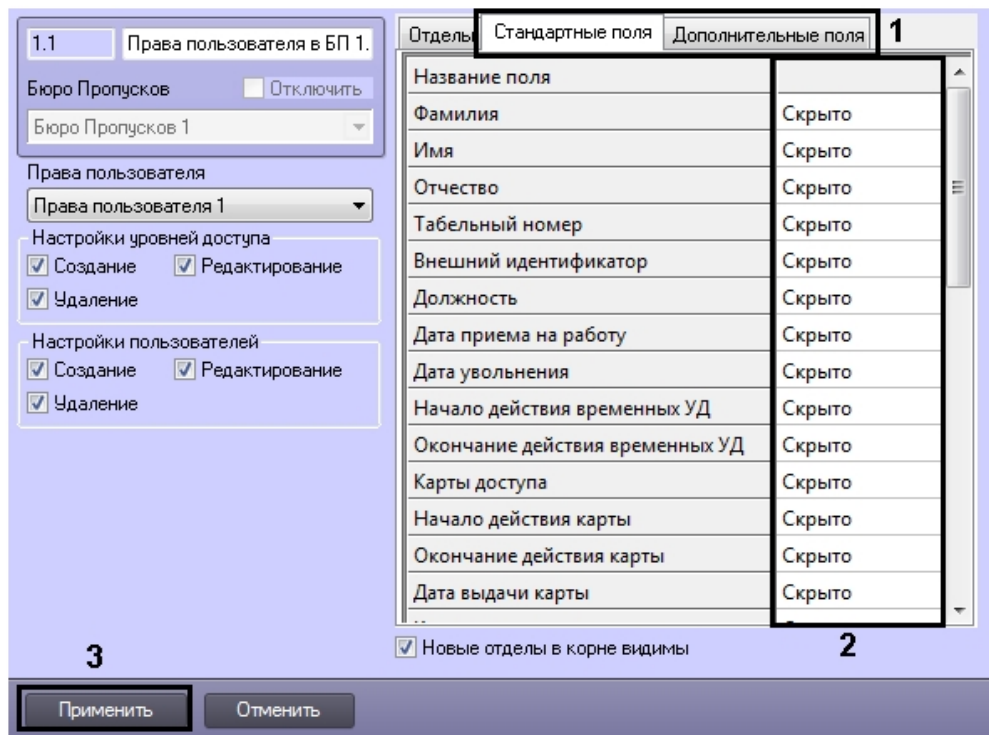 1.1
Права пользователя в БП 1.
Бюро Пропусков
Отключить
Бюро Пропусков 1
Права пользователя
Права пользователя 1
Настройки уровней доступа
Создание Редактирование
Удаление
Настройки пользователей
Создание Редактирование
Удаление
Отделы Стандартные поля Дополнительные поля 1
Название поля
Фамилия Скрыто
Имя Скрыто
Отчество Скрыто
Табельный номер Скрыто
Внешний идентификатор Скрыто
Должность Скрыто
Дата приема на работу Скрыто
Дата увольнения Скрыто
Начало действия временных УД Скрыто
Окончание действия временных УД Скрыто
Карты доступа Скрыто
Начало действия карты Скрыто
Окончание действия карты Скрыто
Дата выдачи карты Скрыто
Новые отделы в корне видимы 2
3
Применить Отменить